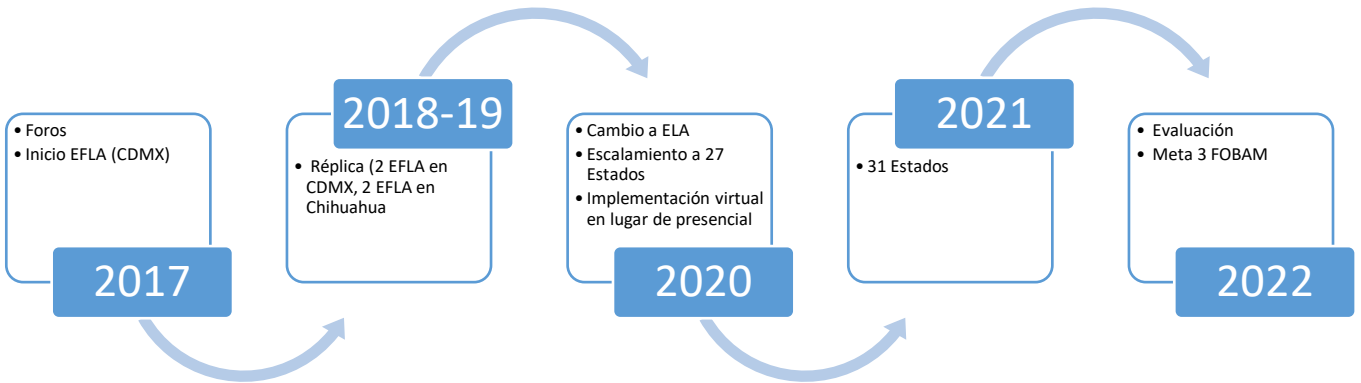 • Foros
• Inicio EFLA (CDMX)
2017
2018-19
• Réplica (2 EFLA en
CDMX, 2 EFLA en
Chihuahua
• Cambio a ELA
• Escalamiento a 27
Estados
• Implementación virtual
en lugar de presencial
2020
2021
• 31 Estados
• Evaluación
• Meta 3 FOBAM
2022